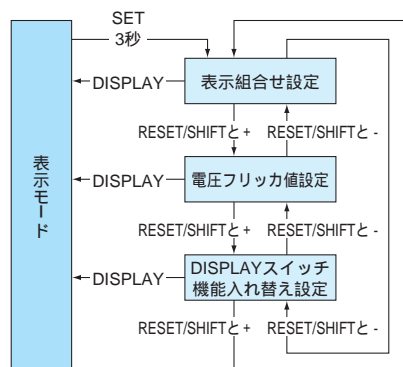 SET
3秒
表示組合せ設定
DISPLAY
RESET/SHIFTと+ RESET/SHIFTと-
表示モード
電圧フリッカ値設定
DISPLAY
RESET/SHIFTと+ RESET/SHIFTと-
DISPLAYスイッチ
機能入れ替え設定
DISPLAY
RESET/SHIFTと+ RESET/SHIFTと-